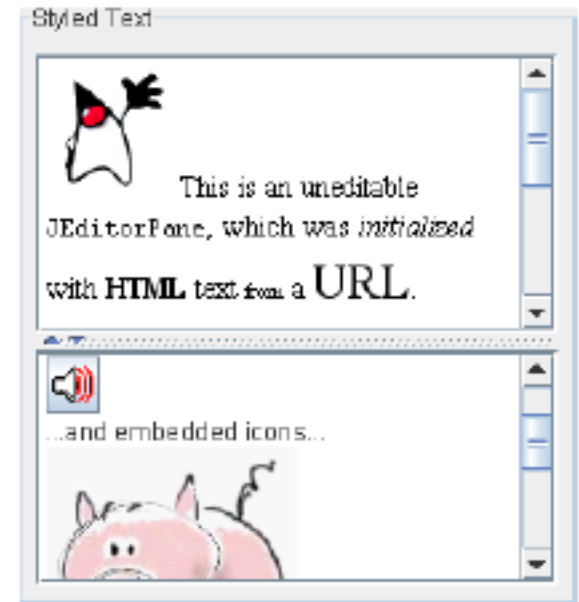 Styled Text
This is an uneditable
JEditorPane, which was initialized
with HTML text from a URL.
...and embedded icons...